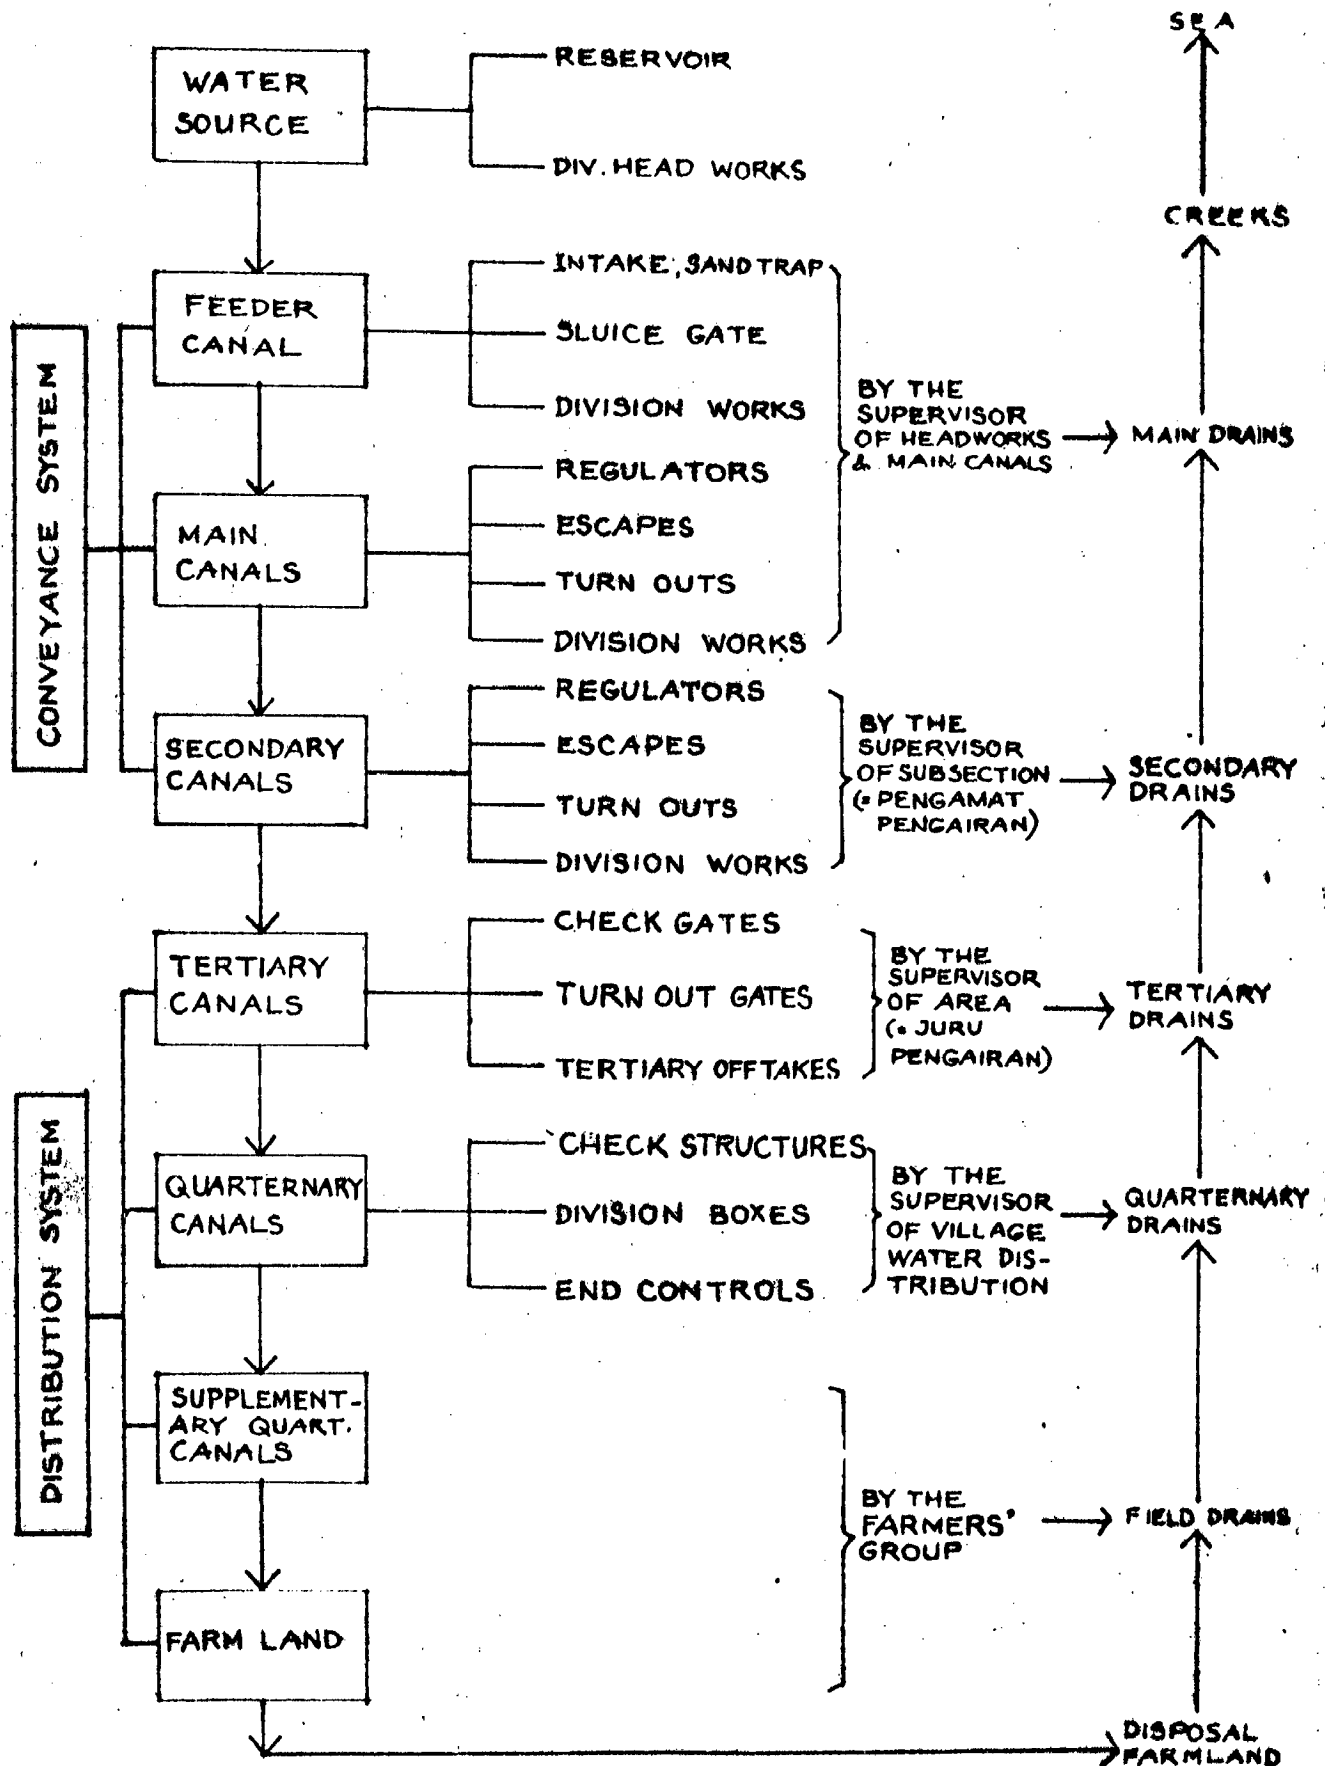 SEA
WATER
SOURCE
RESERVOIR
DIV. HEAD WORKS
CREEKS
CONVEYANCE SYSTEM
FEEDER
CANAL
INTAKE, SAND TRAP
SLUICE GATE
DIVISION WORKS
MAIN
CANALS
REGULATORS
ESCAPES
TURN OUTS
DIVISION WORKS
BY THE
SUPERVISOR
OF HEADWORKS
& MAIN CANALS
MAIN DRAINS
SECONDARY
CANALS
REGULATORS
ESCAPES
TURN OUTS
DIVISION WORKS
BY THE
SUPERVISOR
OF SUBSECTION
(= PENGAMAT
PENGAIRAN)
SECONDARY
DRAINS
DISTRIBUTION SYSTEM
TERTIARY
CANALS
CHECK GATES
TURN OUT GATES
TERTIARY OFFTAKES
BY THE
SUPERVISOR
OF AREA
(= JURU
PENGAIRAN)
TERTIARY
DRAINS
QUARTERNARY
CANALS
CHECK STRUCTURES
DIVISION BOXES
END CONTROLS
BY THE
SUPERVISOR
OF VILLAGE
WATER DIS-
TRIBUTION
QUARTERNARY
DRAINS
SUPPLEMENT-
ARY QUART.
CANALS
FARM LAND
BY THE
FARMERS'
GROUP
FIELD DRAINS
DISPOSAL
FARMLAND